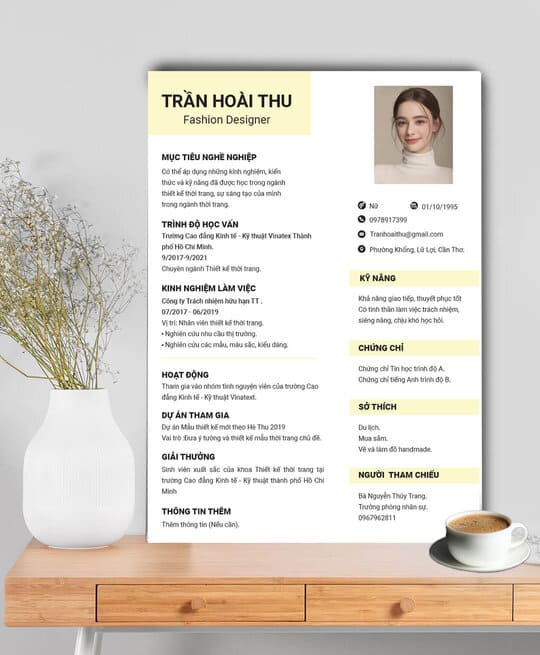 TRẦN HOÀI THU
Fashion Designer
MỤC TIÊU NGHỀ NGHIỆP
Có thể áp dụng những kinh nghiệm, kiến
thức và kỹ năng đã được học trong ngành
thiết kế thời trang, sự sáng tạo của mình
trong ngành thời trang.
TRÌNH ĐỘ HỌC VẤN
Trường Cao đẳng Kinh tế - Kỹ thuật Vinatex Thành
phố Hồ Chí Minh.
9/2017-9/2021
Chuyên ngành Thiết kế thời trang.
KINH NGHIỆM LÀM VIỆC
Công ty Trách nhiệm hữu hạn TT .
07/2017 - 06/2019
Vị trí: Nhân viên thiết kế thời trang.
• Nghiên cứu nhu cầu thị trường.
• Nghiên cứu các mẫu, màu sắc, kiểu dáng.
HOẠT ĐỘNG
Tham gia vào nhóm tình nguyện viên của trường Cao
đẳng Kinh tế - Kỹ thuật Vinatext.
DỰ ÁN THAM GIA
Dự án Mẫu thiết kế mới theo Hè Thu 2019
Vai trò :Đưa ý tưởng và thiết kế mẫu thời trang chủ đề.
GIẢI THƯỞNG
Sinh viên xuất sắc của khoa Thiết kế thời trang tại
trường Cao đẳng Kinh tế - Kỹ thuật thành phố Hồ Chí
Minh
THÔNG TIN THÊM
Thêm thông tin (Nếu cần).
Nữ
01/10/1995
0978917399
Tranhoaithu@gmail.com
Phường Khổng, Lữ Lợi, Cần Thơ.
KỸ NĂNG
Khả năng giao tiếp, thuyết phục tốt
Có tinh thần làm việc trách nhiệm,
siêng năng, chịu khó học hỏi.
CHỨNG CHỈ
Chứng chỉ Tin học trình độ A.
Chứng chỉ tiếng Anh trình độ B.
SỞ THÍCH
Du lịch.
Mua sắm.
Vẽ và làm đồ handmade.
NGƯỜI THAM CHIẾU
Bà Nguyễn Thúy Trang.
Trưởng phòng nhân sự.
0967962811